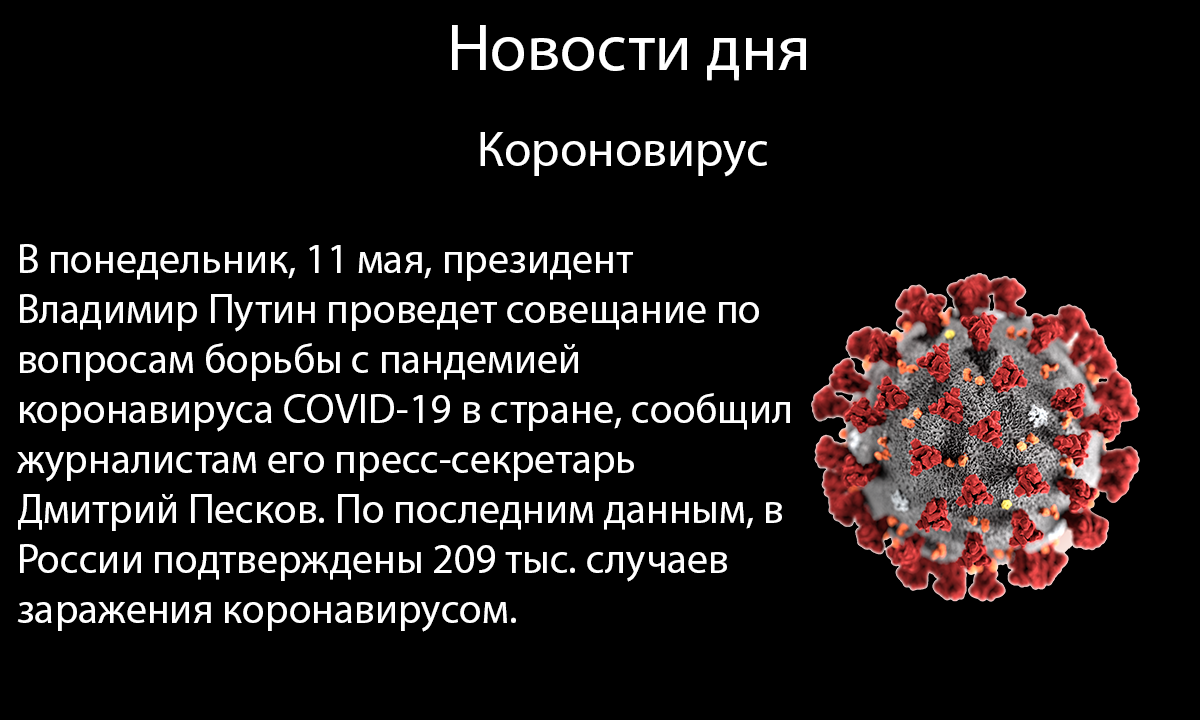 Новости дня
Короновирус
В понедельник, 11 мая, президент
Владимир Путин проведет совещание по
вопросам борьбы с пандемией
коронавируса COVID-19 в стране, сообщил
журналистам его пресс-секретарь
Дмитрий Песков. По последним данным, в
России подтверждены 209 тыс. случаев
заражения коронавирусом.